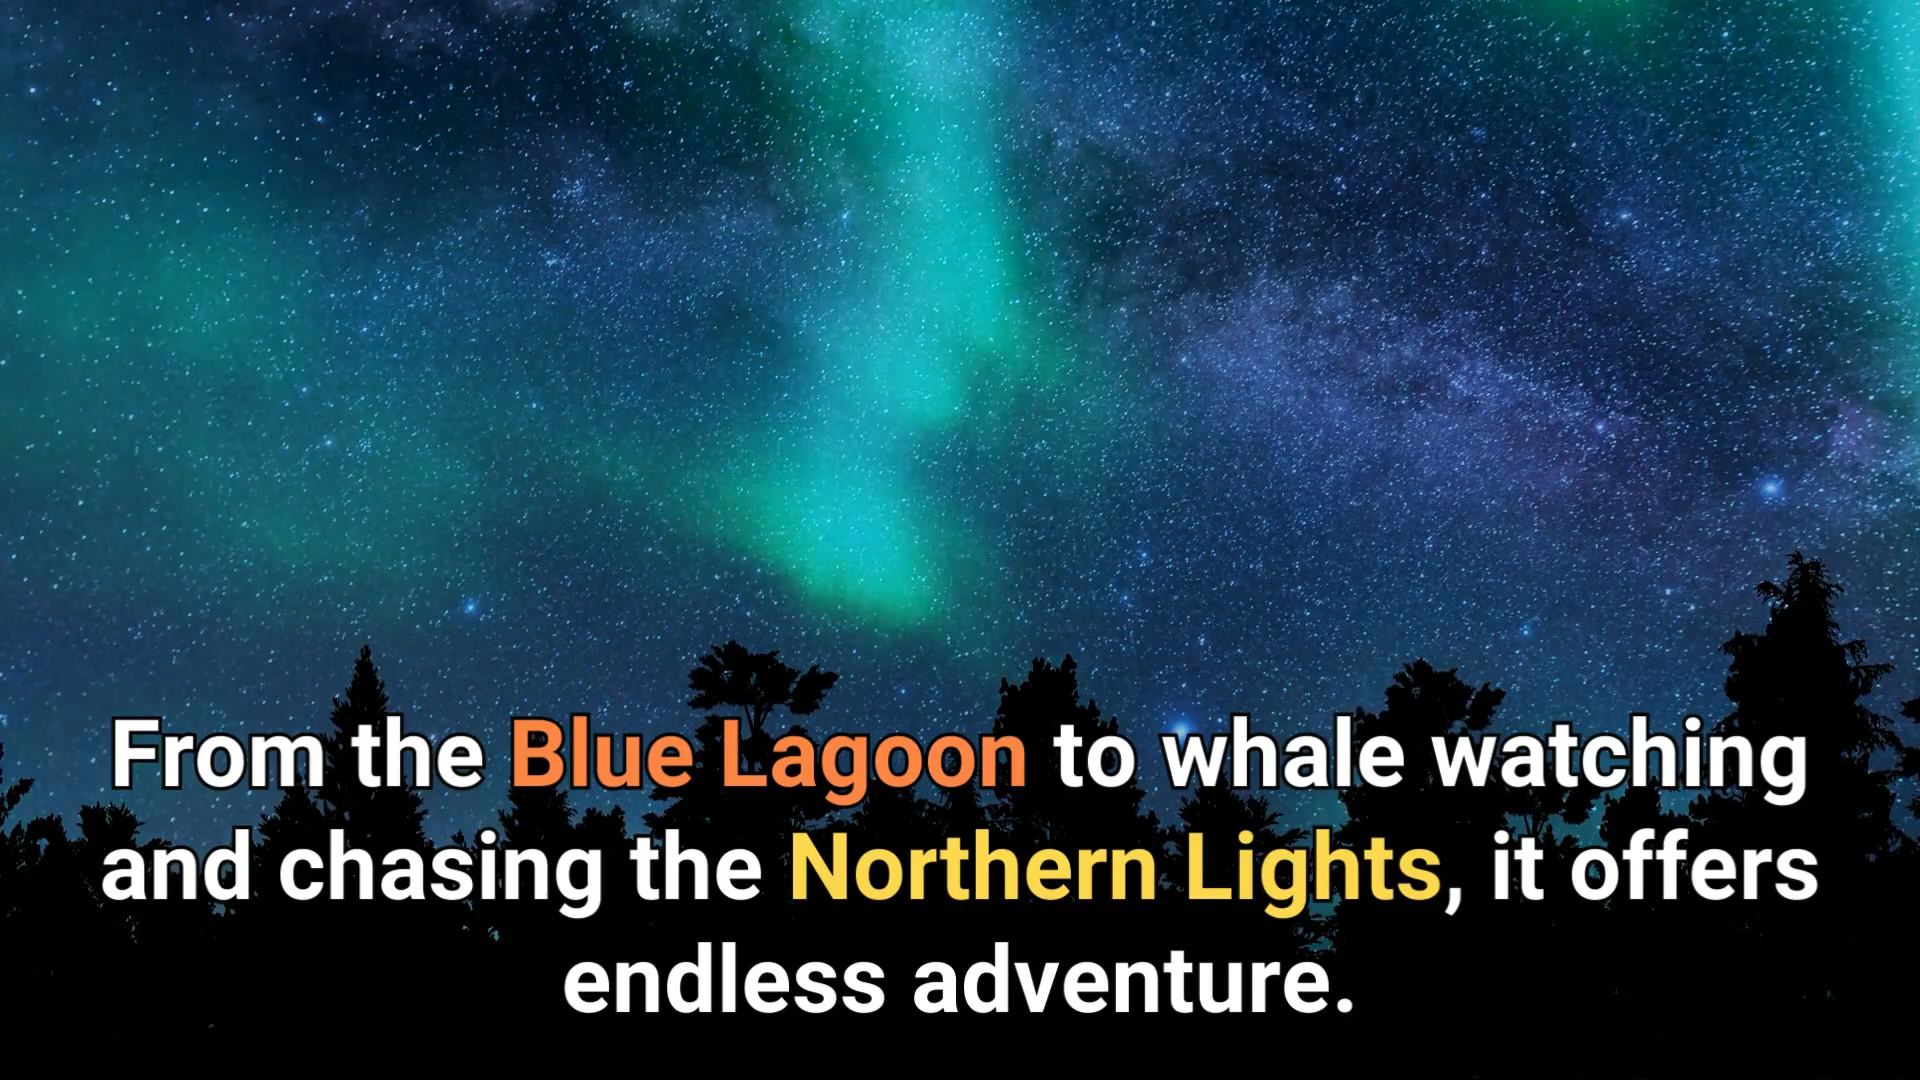 From the Blue Lagoon to whale watching
and chasing the Northern Lights, it offers
endless adventure.